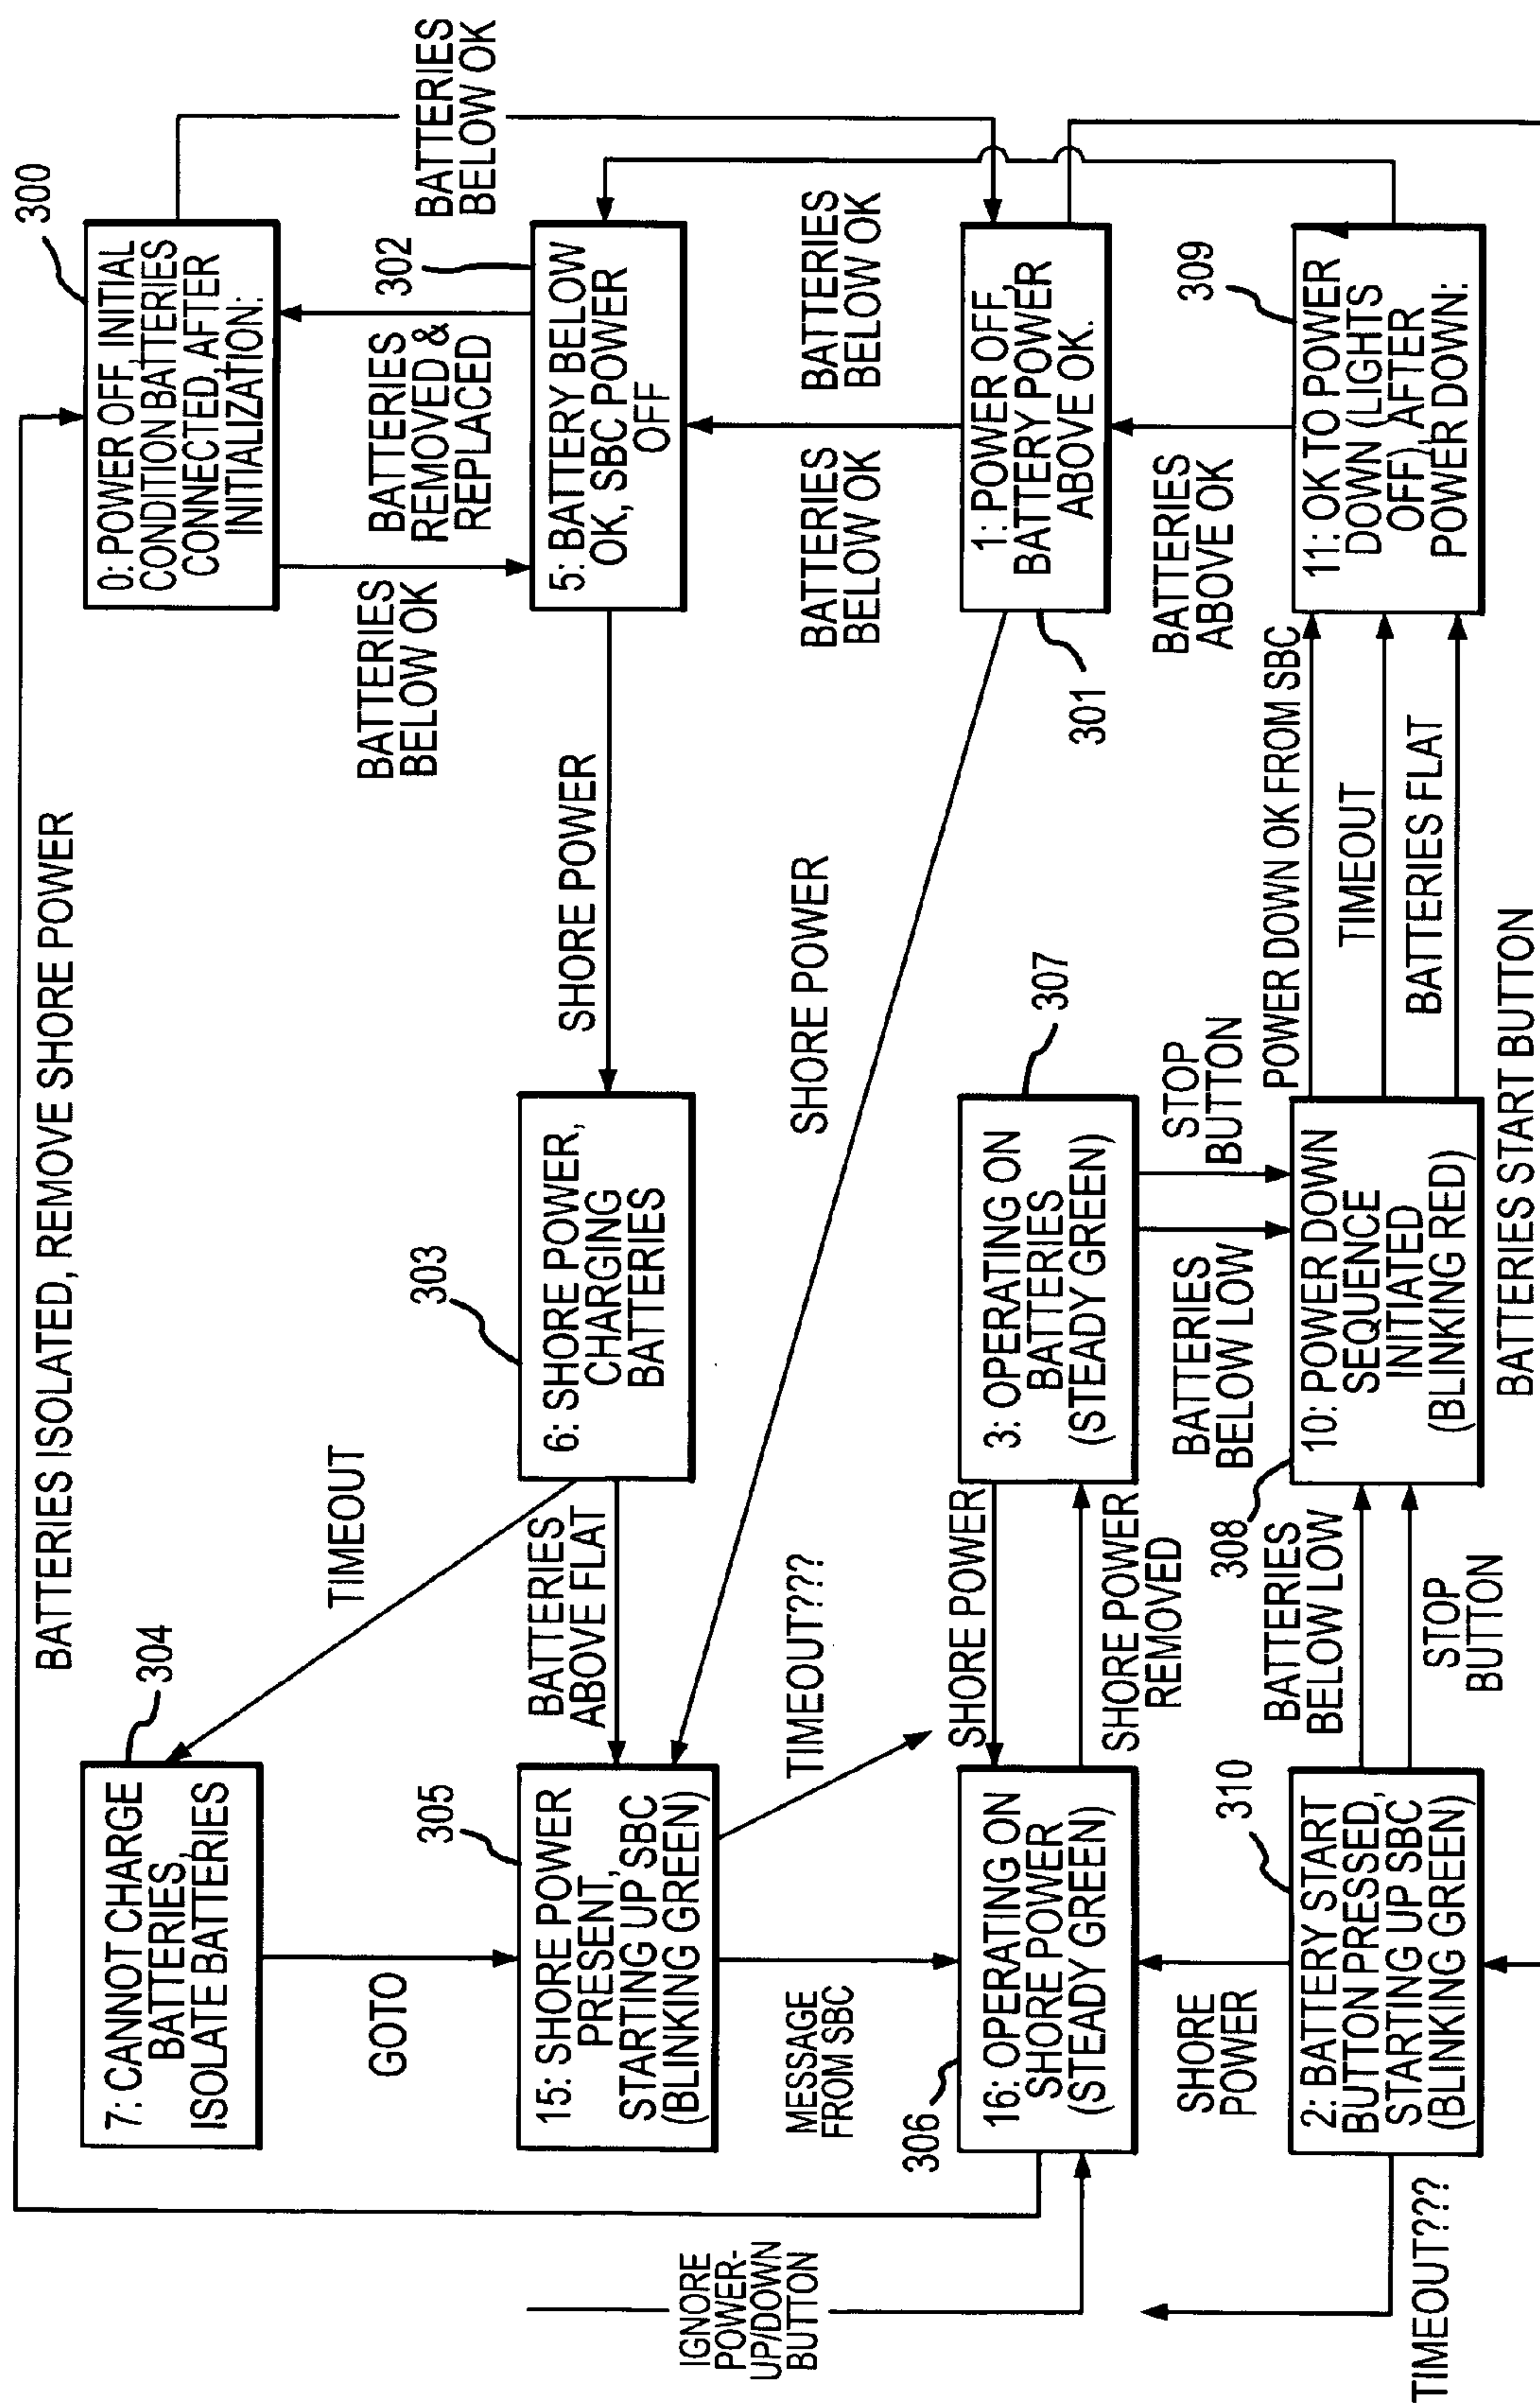 BATTERIES ISOLATED, REMOVE SHORE POWER
7: CANNOT CHARGE
BATTERIES,
ISOLATE BATTERIES
304
TIMEOUT
0: POWER OFF, INITIAL
CONDITION BATTERIES
CONNECTED, AFTER
INITIALIZATION:
300
GOTO
BATTERIES
BELOW OK
BATTERIES
REMOVED &
REPLACED
302
BATTERIES
BELOW OK
305
15: SHORE POWER
PRESENT,
STARTING UP SBC
(BLINKING GREEN)
BATTERIES
ABOVE FLAT
303
6: SHORE POWER,
CHARGING
BATTERIES
SHORE POWER
5: BATTERY BELOW
OK, SBC POWER
OFF
IGNORE
POWER-
UP/DOWN
BUTTON
MESSAGE
FROM SBC
TIMEOUT???
SHORE POWER
BATTERIES
BELOW OK
BATTERIES
BELOW OK
306
16: OPERATING ON
SHORE POWER
(STEADY GREEN)
SHORE POWER
SHORE POWER
REMOVED
3: OPERATING ON
BATTERIES
(STEADY GREEN)
307
301
1: POWER OFF,
BATTERY POWER
ABOVE OK.
SHORE
POWER
310
308
BATTERIES
BELOW LOW
STOP
BUTTON
BATTERIES
ABOVE OK
309
TIMEOUT???
2: BATTERY START
BUTTON PRESSED,
STARTING UP SBC
(BLINKING GREEN)
BATTERIES
BELOW LOW
STOP
BUTTON
10: POWER DOWN
SEQUENCE
INITIATED
(BLINKING RED)
POWER DOWN OK FROM SBC
TIMEOUT
BATTERIES FLAT
11: OK TO POWER
DOWN (LIGHTS
OFF), AFTER
POWER DOWN:
BATTERIES START BUTTON